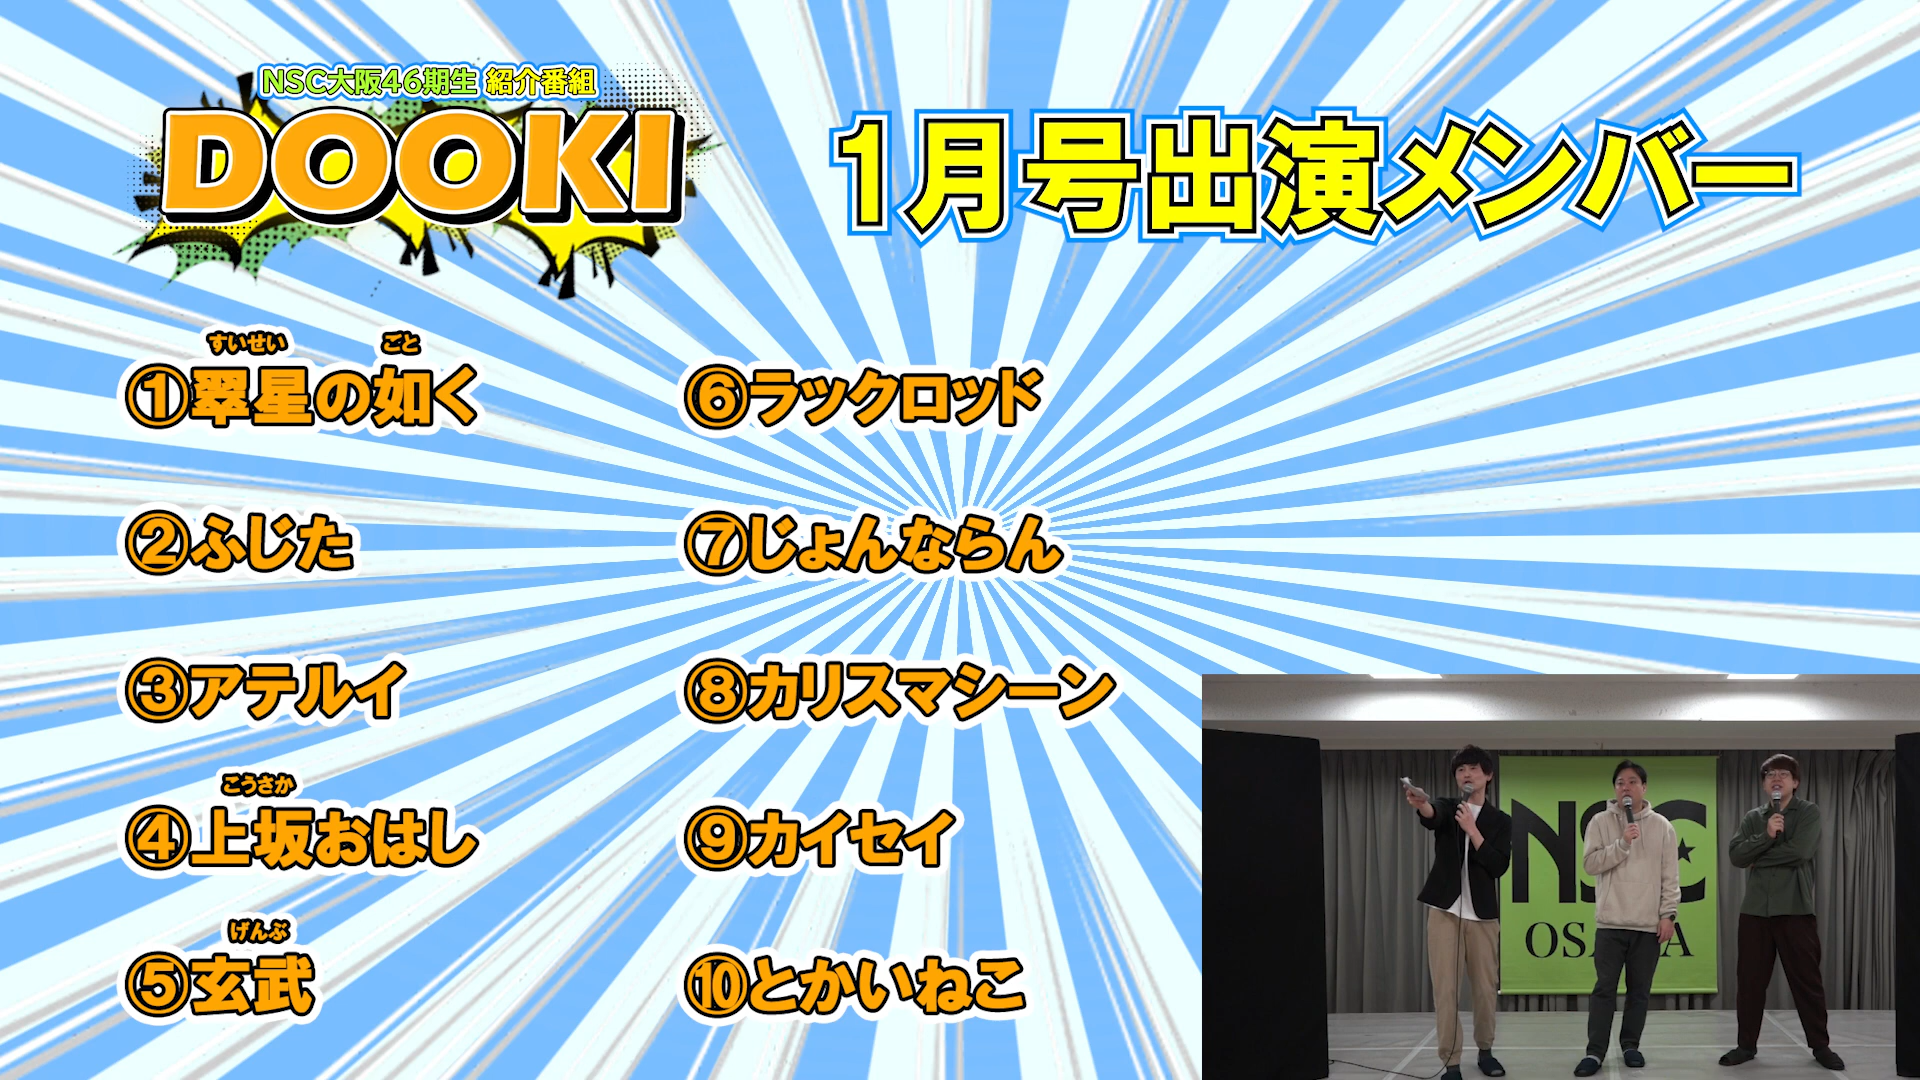 NSC大阪46期生 紹介番組
DOOKI
1月号出演メンバー
すいせい ごと
①翠星の如く
②ふじた
③アテルイ
こうさか
④上坂おはし
げんぶ
⑤玄武
⑥ラックロッド
⑦じょんならん
⑧カリスマシーン
⑨カイセイ
⑩とかいねこ
NSC
OSAKA